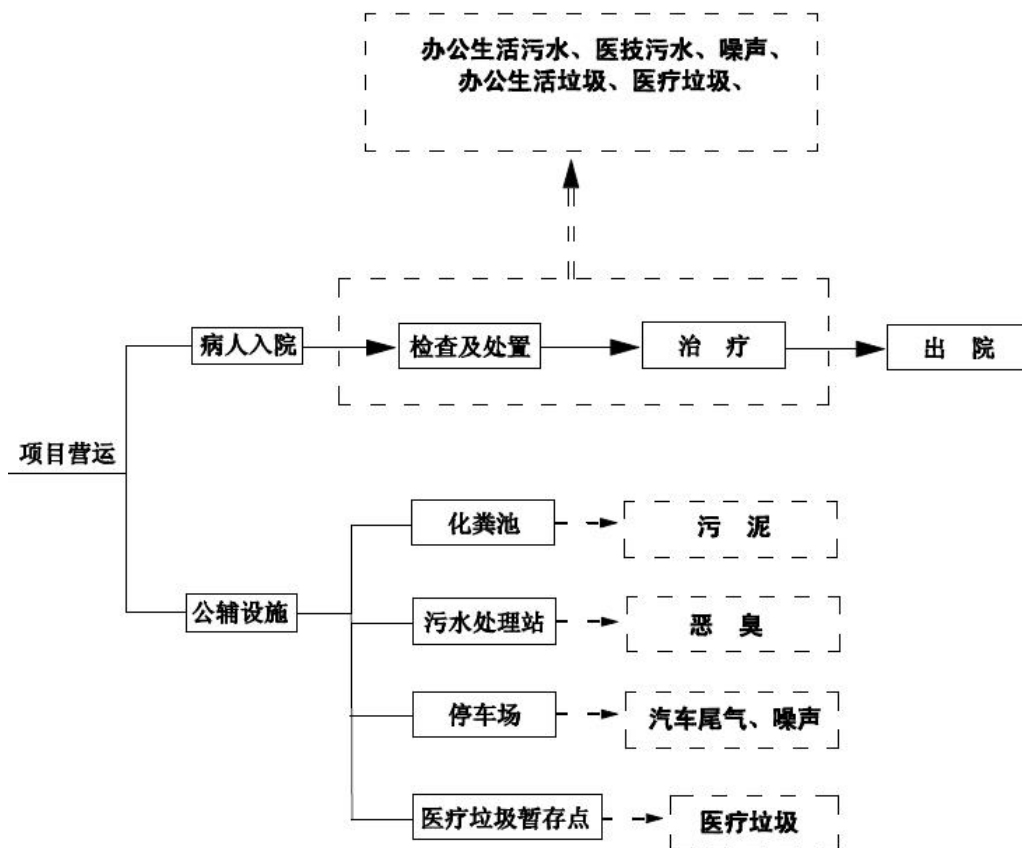 办公生活污水、医技污水、噪声、
办公生活垃圾、医疗垃圾、
病人入院
检查及处置
治 疗
出 院
项目营运
化粪池
污 泥
公辅设施
污水处理站
恶 臭
停车场
汽车尾气、噪声
医疗垃圾暂存点
医疗垃圾